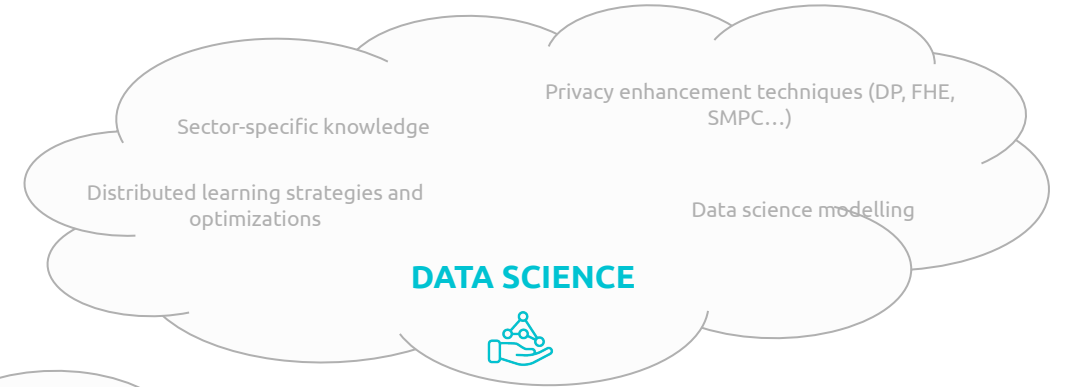 Privacy enhancement techniques (DP, FHE,
SMPC...)
Sector-specific knowledge
Distributed learning strategies and
optimizations
Data science modelling
DATA SCIENCE